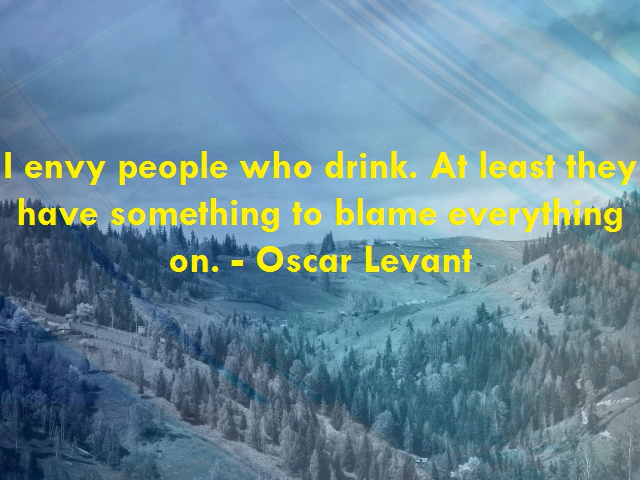 I envy people who drink. At least they
have something to blame everything
on. - Oscar Levant